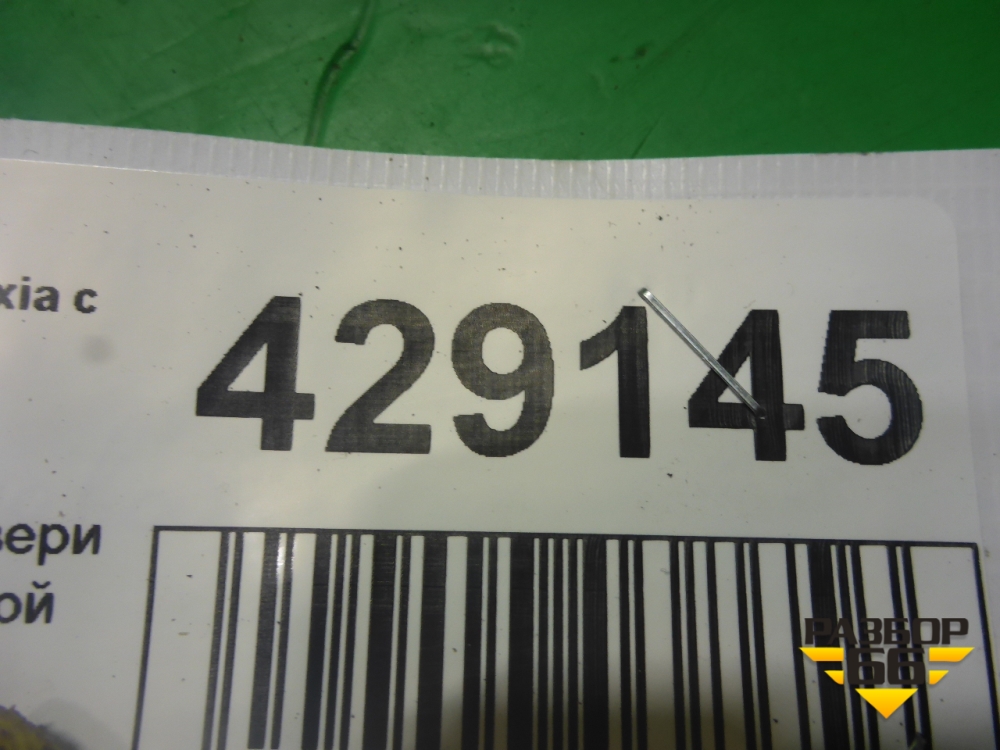 xia с
429145
вери
ой
РАЗБОР
66